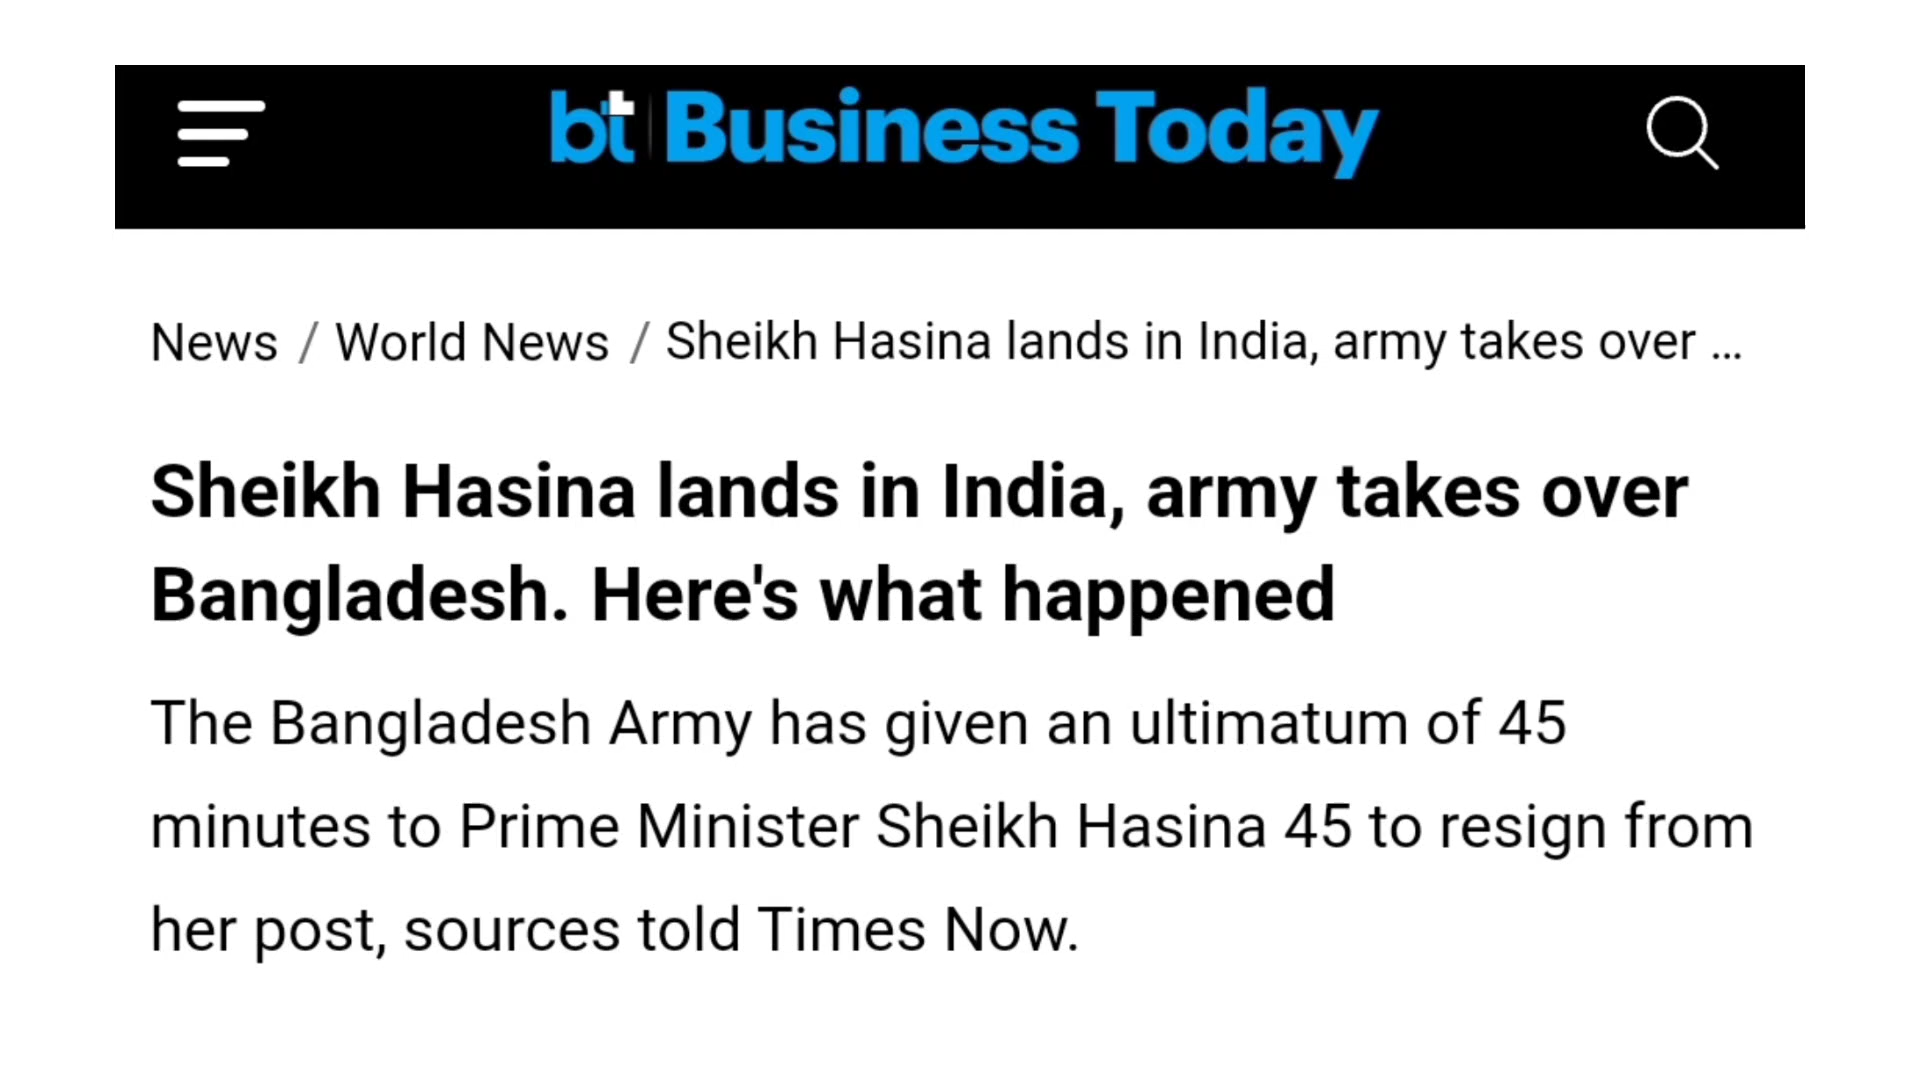 bt Business Today
News / World News / Sheikh Hasina lands in India, army takes over ...
Sheikh Hasina lands in India, army takes over
Bangladesh. Here's what happened
The Bangladesh Army has given an ultimatum of 45
minutes to Prime Minister Sheikh Hasina 45 to resign from
her post, sources told Times Now.